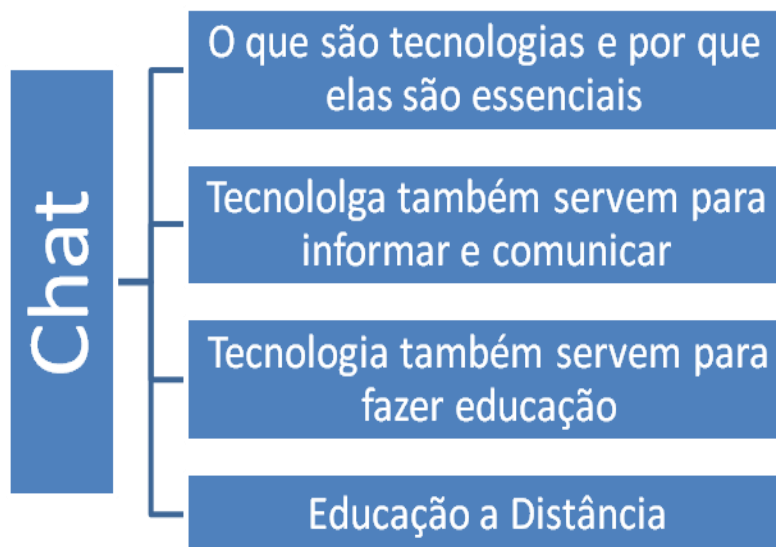 Chat
O que são tecnologias e por que
elas são essenciais
Tecnololga também servem para
informar e comunicar
Tecnologia também servem para
fazer educação
Educação a Distância